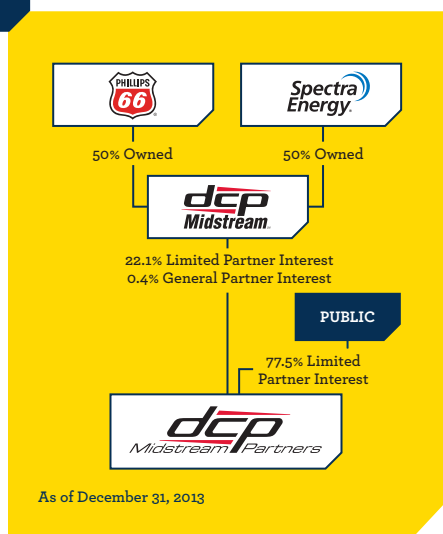 PHILLIPS
66
Spectra
Energy.
50% Owned
50% Owned
dcp
Midstream
22.1% Limited Partner Interest
0.4% General Partner Interest
PUBLIC
77.5% Limited
Partner Interest
dcp
Midstream Partners
As of December 31, 2013